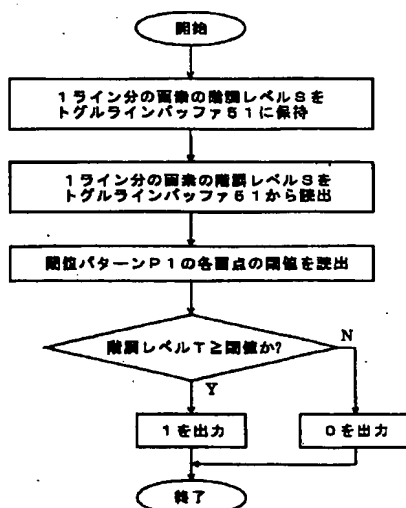 開始
1ライン分の画素の階調レベルSを
トグルラインバッファ51に保持
1ライン分の画素の階調レベルSを
トグルラインバッファ51から読出
閾値パターンP1の各画点の閾値を読出
階調レベルT≧閾値か?
N
Y
1を出力
0を出力
終了